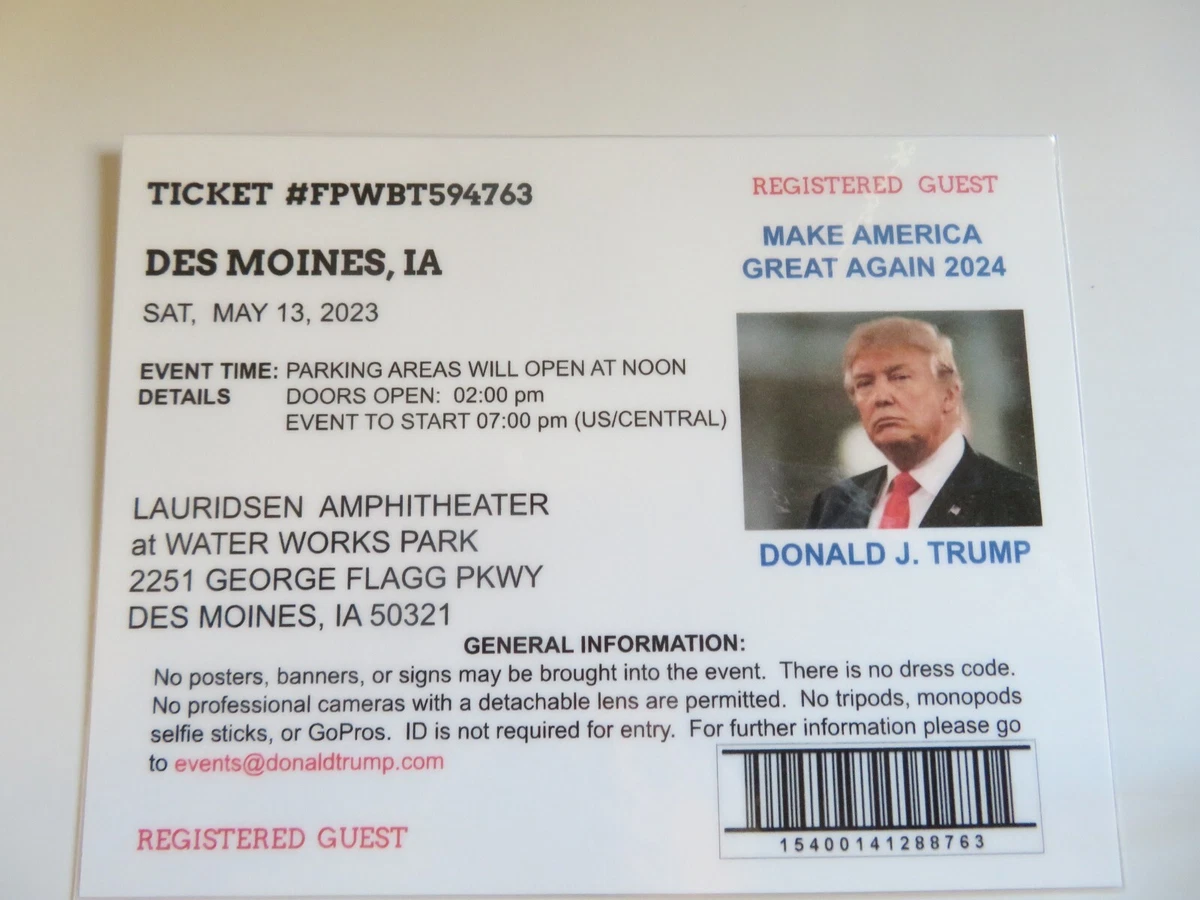 TICKET #FPWBT594763
REGISTERED GUEST
MAKE AMERICA
GREAT AGAIN 2024
DES MOINES, IA
SAT, MAY 13, 2023
EVENT TIME: PARKING AREAS WILL OPEN AT NOON
DETAILS DOORS OPEN: 02:00 pm
EVENT TO START 07:00 pm (US/CENTRAL)
LAURIDSEN AMPHITHEATER
at WATER WORKS PARK
2251 GEORGE FLAGG PKWY
DES MOINES, IA 50321
DONALD J. TRUMP
GENERAL INFORMATION:
No posters, banners, or signs may be brought into the event. There is no dress code.
No professional cameras with a detachable lens are permitted. No tripods, monopods
selfie sticks, or GoPros. ID is not required for entry. For further information please go
to events@donaldtrump.com
REGISTERED GUEST
15400141288763